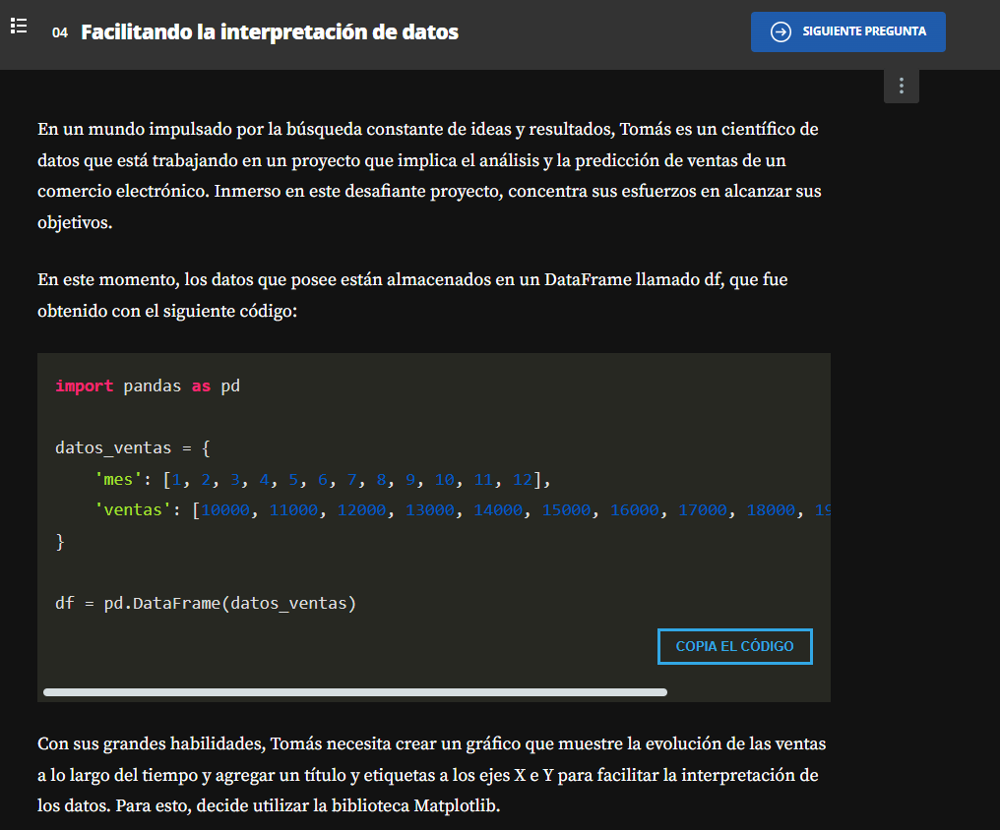 04 Facilitando la interpretación de datos
SIGUIENTE PREGUNTA
En un mundo impulsado por la búsqueda constante de ideas y resultados, Tomás es un científico de
datos que está trabajando en un proyecto que implica el análisis y la predicción de ventas de un
comercio electrónico. Inmerso en este desafiante proyecto, concentra sus esfuerzos en alcanzar sus
objetivos.
En este momento, los datos que posee están almacenados en un DataFrame llamado df, que fue
obtenido con el siguiente código:
import pandas as pd
datos_ventas = {
'mes': [1, 2, 3, 4, 5, 6, 7, 8, 9, 10, 11, 12],
'ventas': [10000, 11000, 12000, 13000, 14000, 15000, 16000, 17000, 18000,
}
df = pd.DataFrame(datos_ventas)
COPIA EL CÓDIGO
Con sus grandes habilidades, Tomás necesita crear un gráfico que muestre la evolución de las ventas
a lo largo del tiempo y agregar un título y etiquetas a los ejes X e Y para facilitar la interpretación de
los datos. Para esto, decide utilizar la biblioteca Matplotlib.